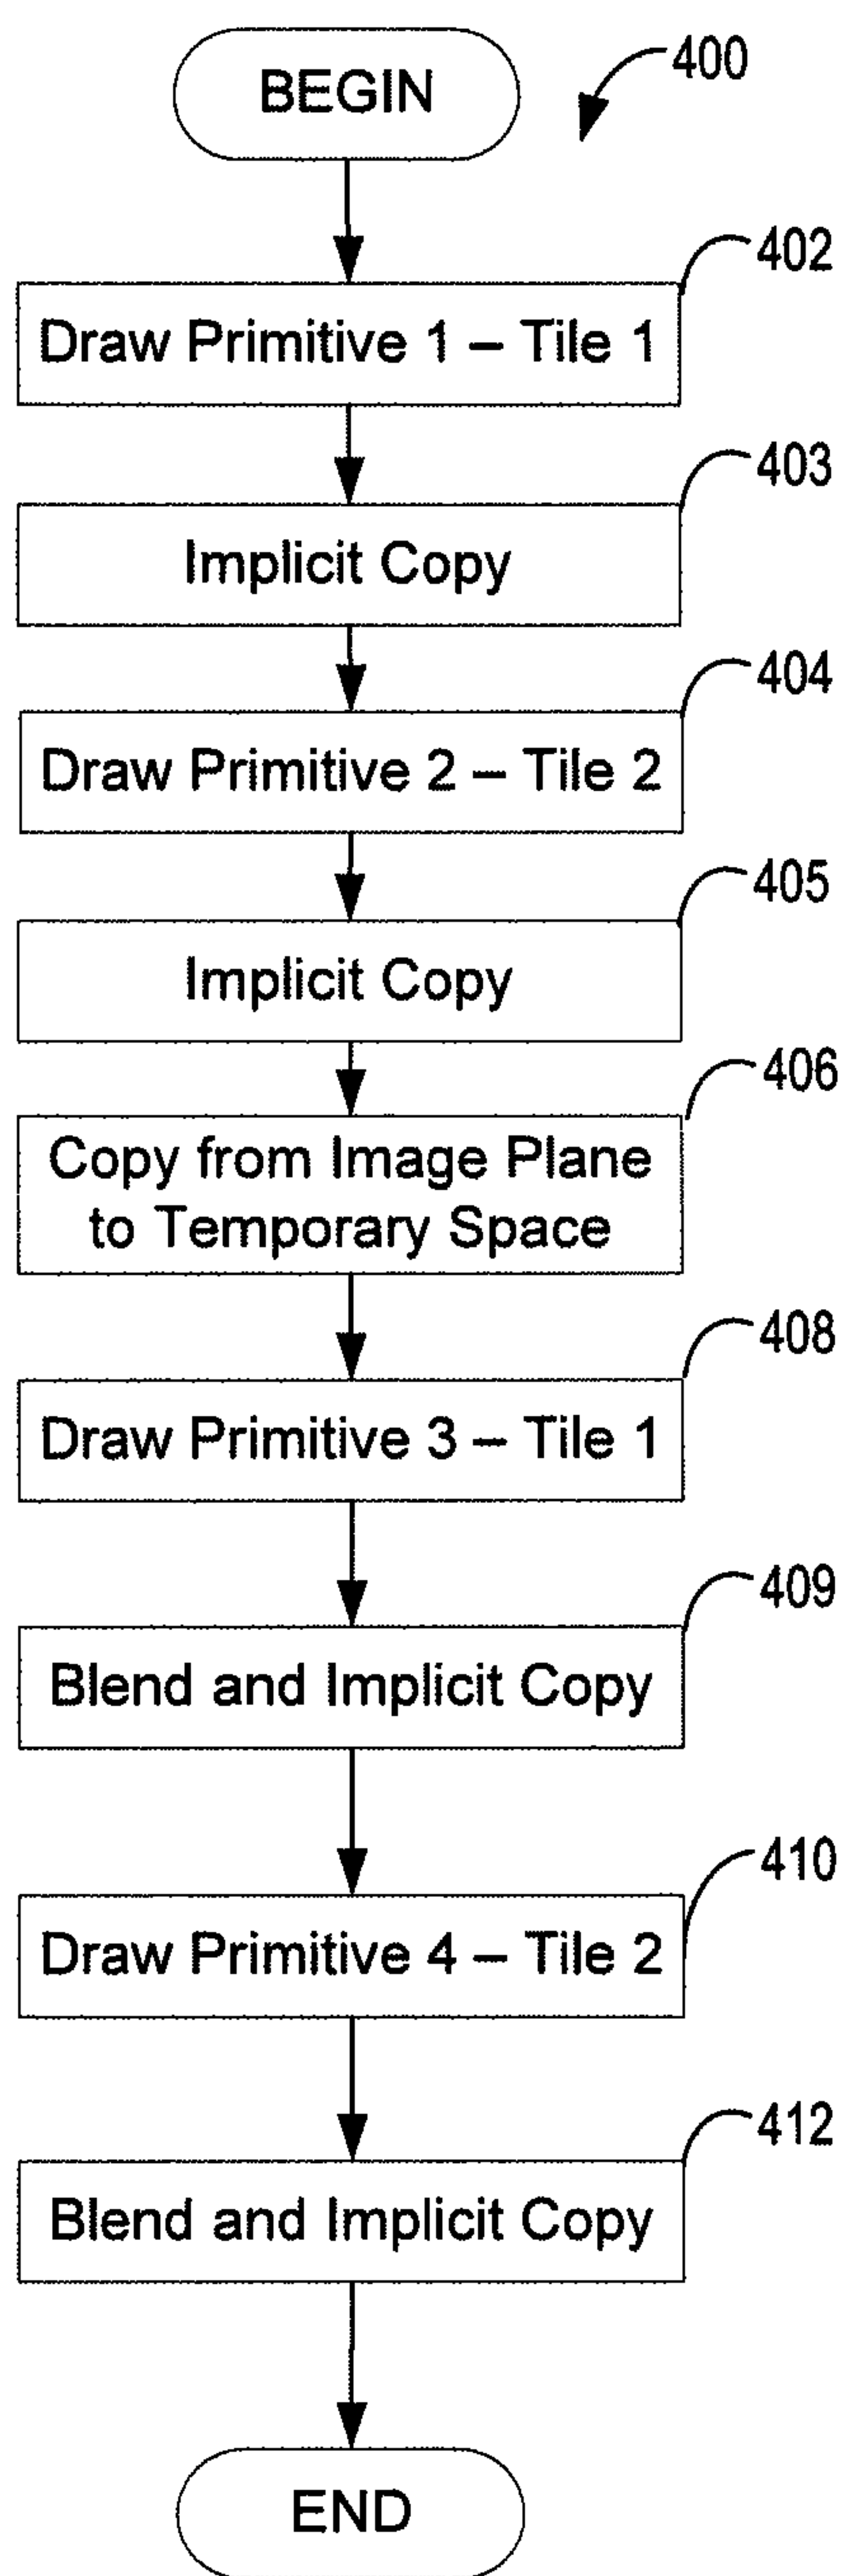 BEGIN
400
402
Draw Primitive 1 – Tile 1
403
Implicit Copy
404
Draw Primitive 2 – Tile 2
405
Implicit Copy
406
Copy from Image Plane
to Temporary Space
408
Draw Primitive 3 – Tile 1
409
Blend and Implicit Copy
410
Draw Primitive 4 – Tile 2
412
Blend and Implicit Copy
END